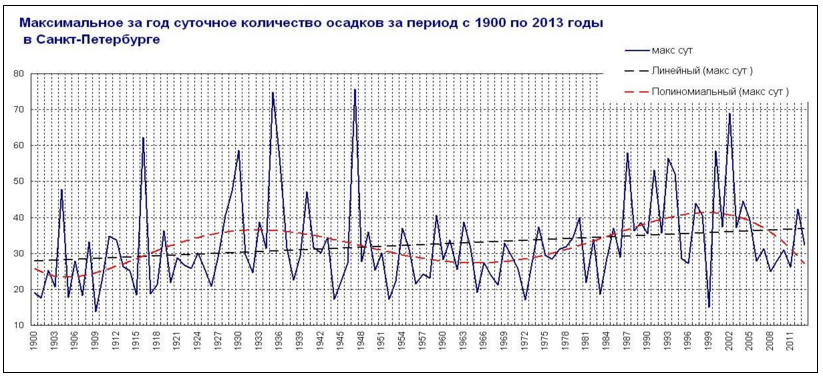 Максимальное за год суточное количество осадков за период с 1900 по 2013 годы
в Санкт-Петербурге
макс сут
Линейный (макс сут )
Полиномиальный (макс сут )
80
70
60
50
40
30
20
10
1900 1903 1906 1909 1912 1915 1918 1921 1924 1927 1930 1933 1936 1939 1942 1945 1948 1951 1954 1957 1960 1963 1966 1969 1972 1975 1978 1981 1984 1987 1990 1993 1996 1999 2002 2005 2008 2011